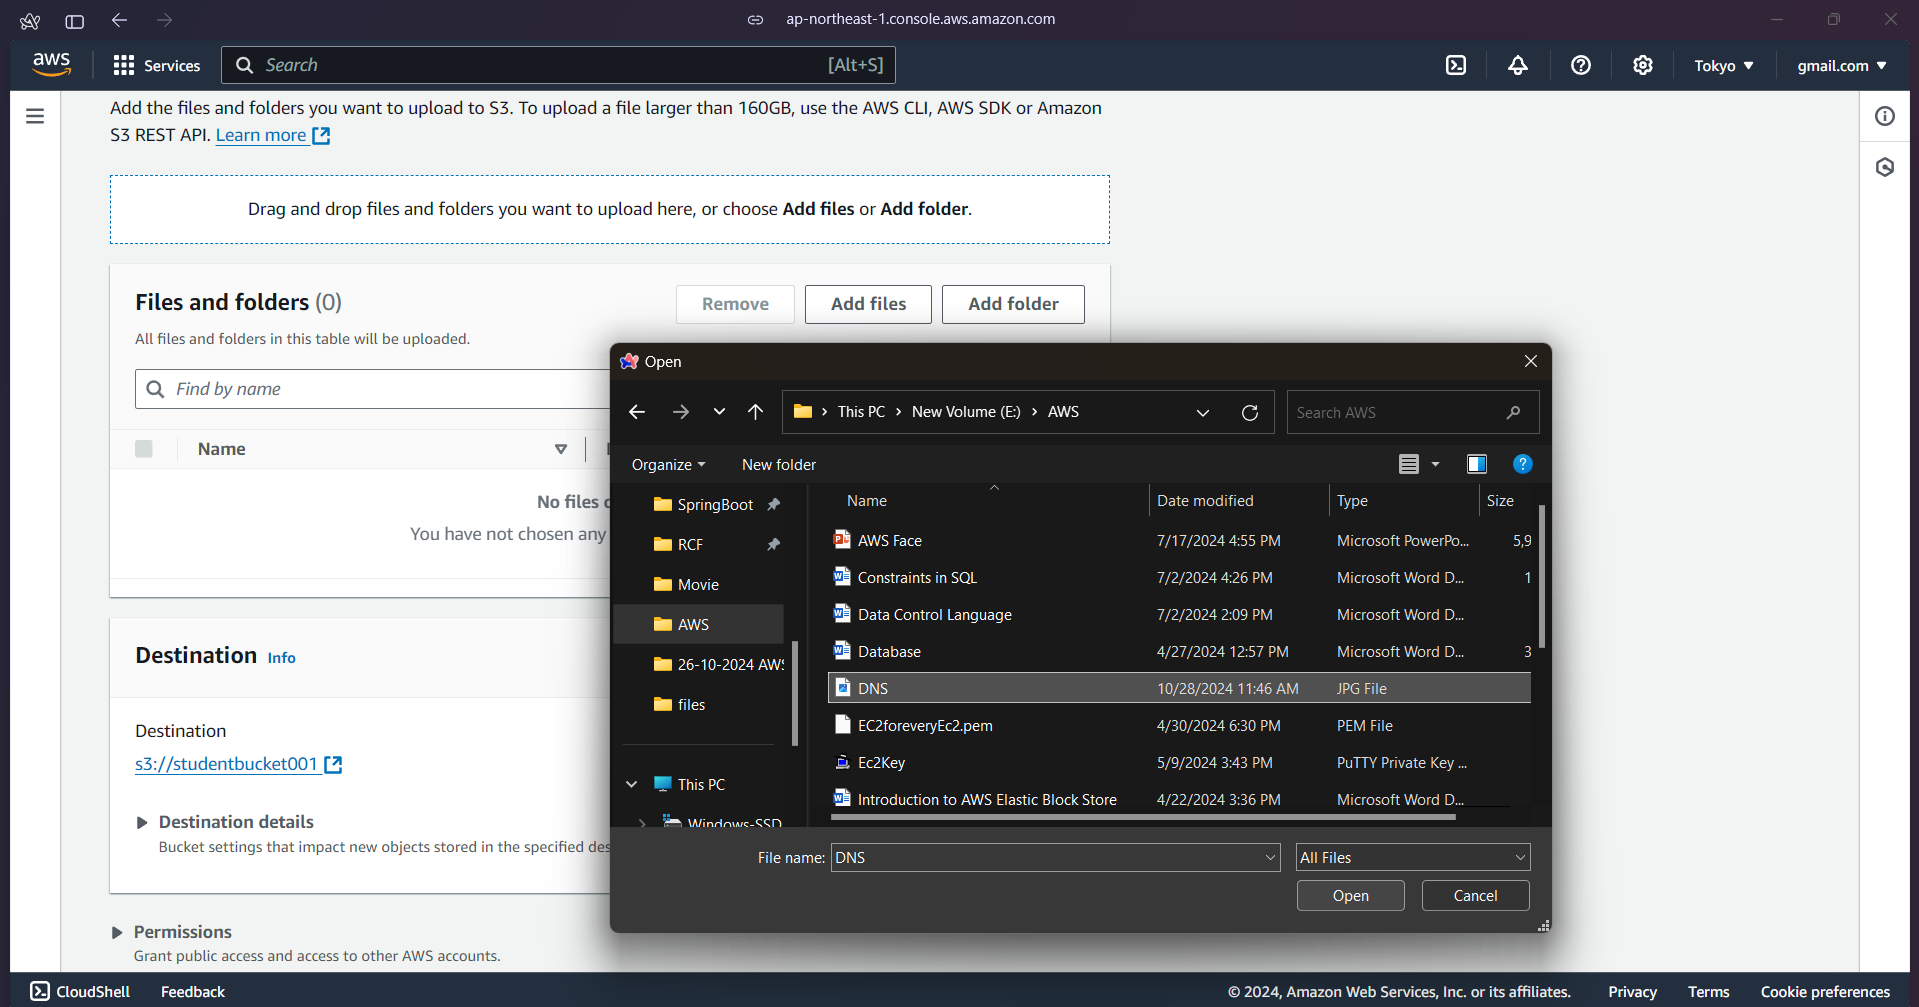 ap-northeast-1.console.aws.amazon.com
aws
Services
Search
[Alt+S]
Tokyo
gmail.com
Add the files and folders you want to upload to S3. To upload a file larger than 160GB, use the AWS CLI, AWS SDK or Amazon
S3 REST API. Learn more
Drag and drop files and folders you want to upload here, or choose Add files or Add folder.
Files and folders (0)
Remove
Add files
Add folder
All files and folders in this table will be uploaded.
Find by name
Name
No files
You have not chosen any
Destination Info
Destination
s3://studentbucket001
Destination details
Bucket settings that impact new objects stored in the specified
Permissions
Grant public access and access to other AWS accounts.
Open
This PC
New Volume (E:)
AWS
Search AWS
Organize
New folder
SpringBoot
RCF
Movie
AWS
26-10-2024 AWS
files
This PC
Windows-SSD
Name Date modified Type Size
AWS Face 7/17/2024 4:55 PM Microsoft PowerPo... 5,9
Constraints in SQL 7/2/2024 4:26 PM Microsoft Word D... 1
Data Control Language 7/2/2024 2:09 PM Microsoft Word D...
Database 4/27/2024 12:57 PM Microsoft Word D... 3
DNS 10/28/2024 11:46 AM JPG File
EC2foreveryEc2.pem 4/30/2024 6:30 PM PEM File
Ec2Key 5/9/2024 3:43 PM PuTTY Private Key ...
Introduction to AWS Elastic Block Store 4/22/2024 3:36 PM Microsoft Word D...
File name: DNS
All Files
Open
Cancel
CloudShell
Feedback
© 2024, Amazon Web Services, Inc. or its affiliates.
Privacy
Terms
Cookie preferences